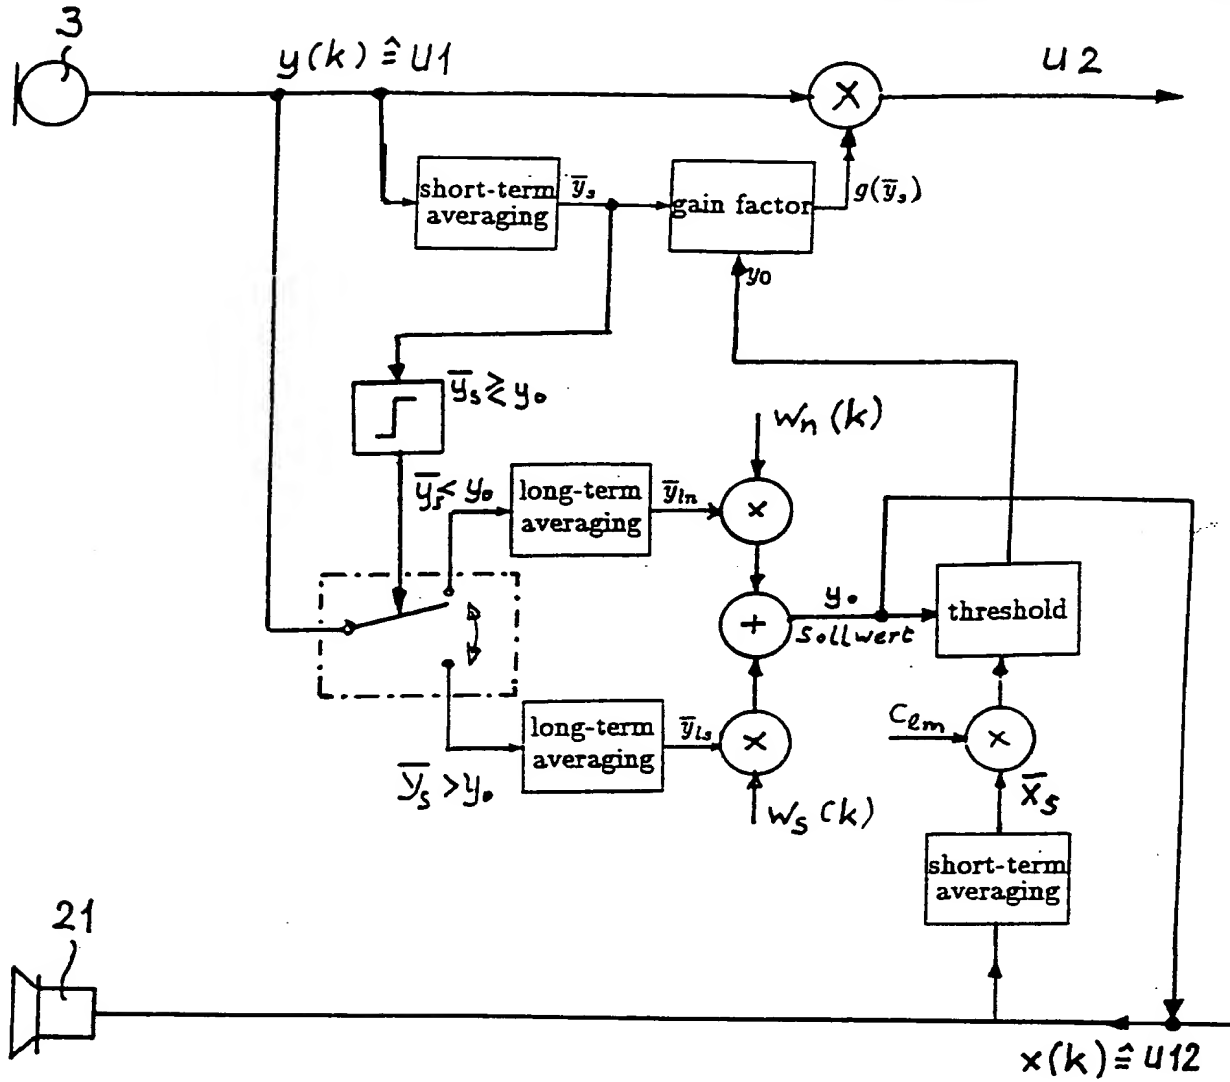 3
y(k) ≙ U1
U2
short-term
averaging
ȳₛ
gain factor
g(ȳₛ)
y₀
ȳₛ ≷ y₀
wₙ(k)
ȳₛ < y₀
long-term
averaging
ȳₗₙ
y₀
Sollwert
threshold
long-term
averaging
ȳₗₛ
Cₗₘ
ȳₛ > y₀
wₛ(k)
x̄ₛ
short-term
averaging
21
x(k) ≙ U12